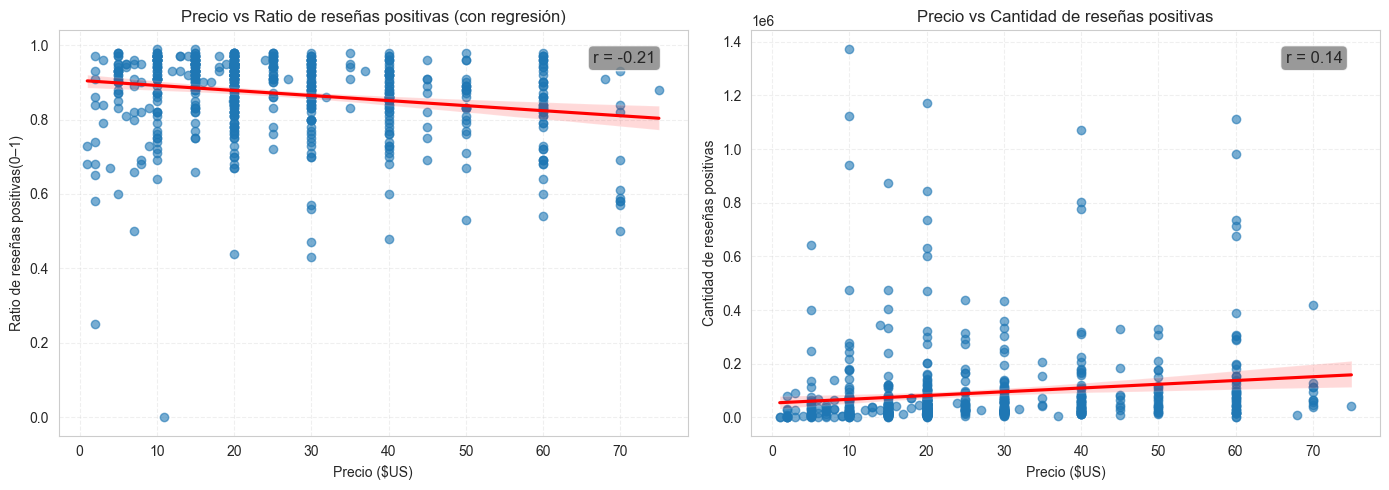 Precio vs Ratio de reseñas positivas (con regresión)
r = -0.21
Ratio de reseñas positivas(0–1)
1.0
0.8
0.6
0.4
0.2
0.0
0 10 20 30 40 50 60 70
Precio ($US)
Precio vs Cantidad de reseñas positivas
1e6
r = 0.14
Cantidad de reseñas positivas
1.4
1.2
1.0
0.8
0.6
0.4
0.2
0.0
0 10 20 30 40 50 60 70
Precio ($US)